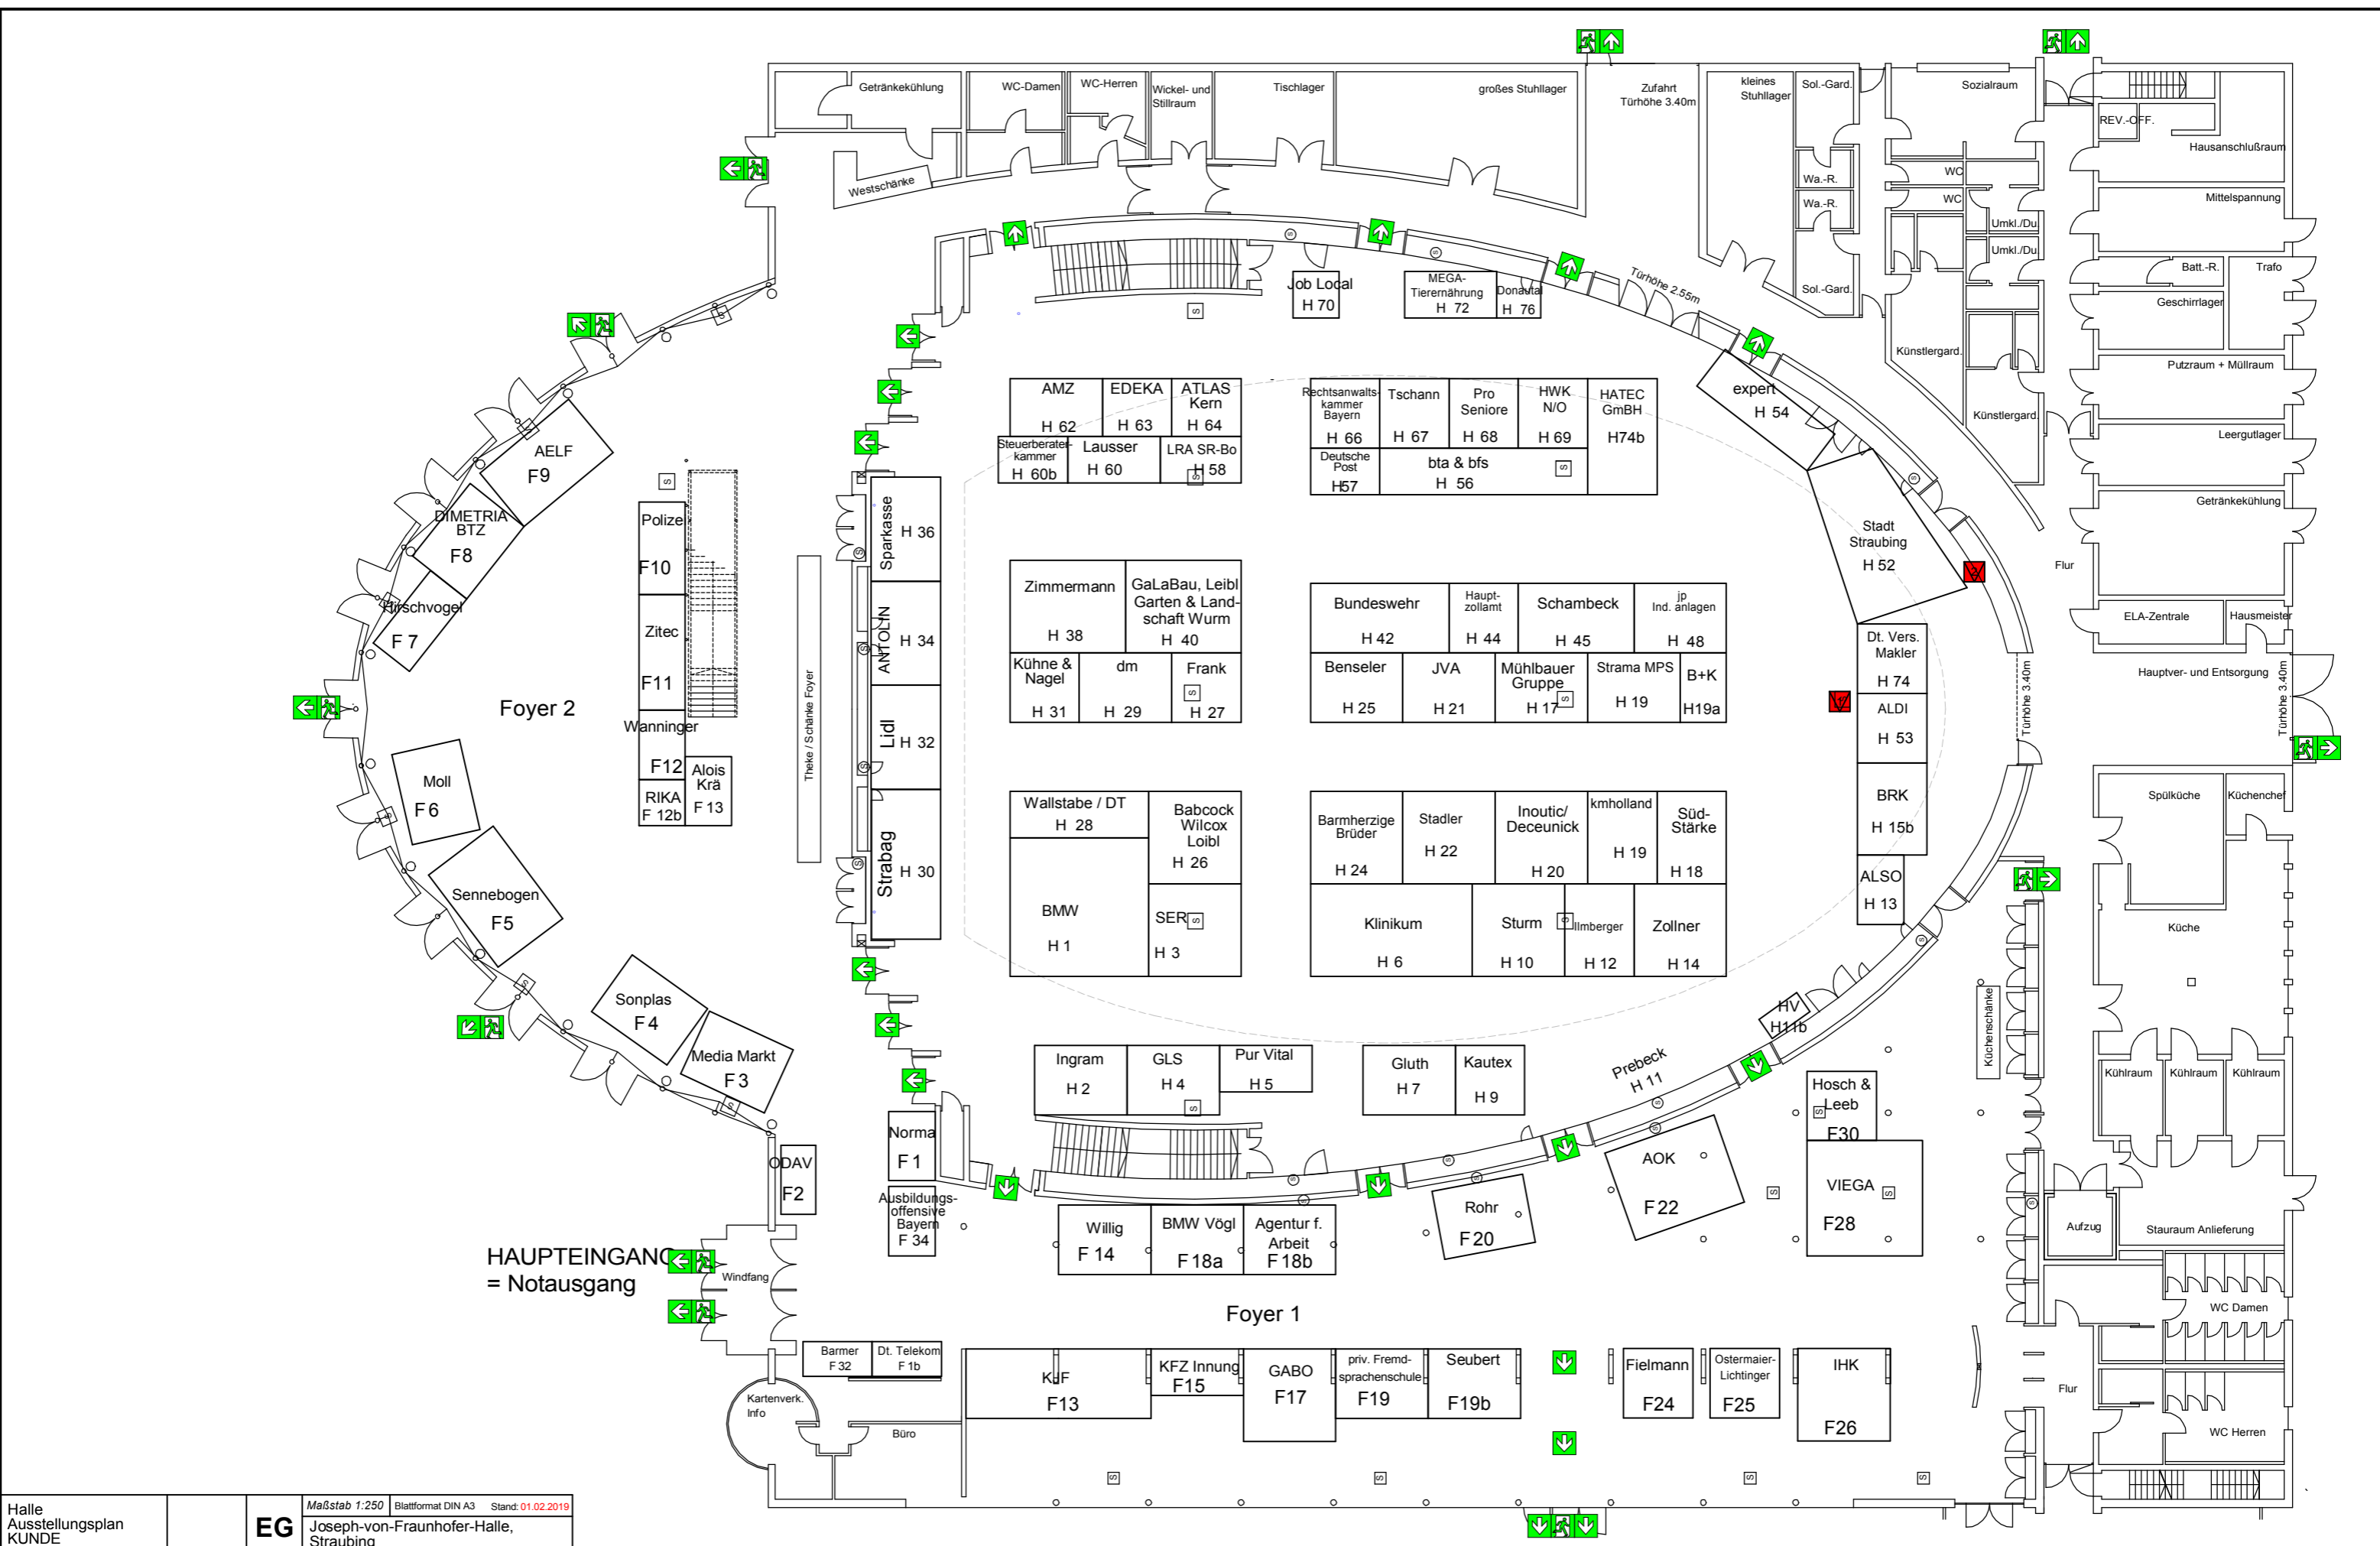 Getränkekühlung
WC-Damen
WC-Herren
Wickel- und
Stillraum
Tischlager
großes Stuhllager
Zufahrt
Türhöhe 3.40m
kleines
Stuhllager
Sol.-Gard.
Sozialraum
REV.-OFF.
Hausanschlußraum
Westschänke
Wa.-R.
Wa.-R.
Sol.-Gard.
WC
WC
Umkl./Du.
Umkl./Du.
Mittelspannung
Batt.-R.
Trafo
Geschirrlager
Künstlergard.
Künstlergard.
Putzraum + Müllraum
Leergutlager
Getränkekühlung
Flur
ELA-Zentrale
Hausmeister
Hauptver- und Entsorgung
Türhöhe 3.40m
Türhöhe 3.40m
Türhöhe 2.55m
Job Local
H 70
MEGA-
Tierernährung
H 72
Donautal
H 76
AMZ
H 62
EDEKA
H 63
ATLAS
Kern
H 64
Steuerberater-
kammer
H 60b
Lausser
H 60
LRA SR-Bo
H 58
Rechtsanwalts-
kammer
Bayern
H 66
Tschann
H 67
Pro
Seniore
H 68
HWK
N/O
H 69
HATEC
GmBH
H74b
Deutsche
Post
H57
bta & bfs
H 56
expert
H 54
Stadt
Straubing
H 52
AELF
F9
DIMETRIA
BTZ
F8
Hirschvogel
F 7
Foyer 2
Moll
F 6
Sennebogen
F5
Sonplas
F 4
Media Markt
F 3
Polizei
F10
Zitec
F11
Wanninger
F12
RIKA
F 12b
Alois
Krä
F 13
Theke / Schänke Foyer
Sparkasse
H 36
ANTOLIN
H 34
Lidl
H 32
Strabag
H 30
Zimmermann
H 38
GaLaBau, Leibl
Garten & Land-
schaft Wurm
H 40
Kühne &
Nagel
H 31
dm
H 29
Frank
H 27
Bundeswehr
H 42
Haupt-
zollamt
H 44
Schambeck
H 45
jp
Ind. anlagen
H 48
Benseler
H 25
JVA
H 21
Mühlbauer
Gruppe
H 17
Strama MPS
H 19
B+K
H19a
Dt. Vers.
Makler
H 74
ALDI
H 53
BRK
H 15b
ALSO
H 13
Wallstabe / DT
H 28
Babcock
Wilcox
Loibl
H 26
BMW
H 1
SER
H 3
Barmherzige
Brüder
H 24
Stadler
H 22
Inoutic/
Deceunick
H 20
kmholland
H 19
Süd-
Stärke
H 18
Klinikum
H 6
Sturm
H 10
Ilmberger
H 12
Zollner
H 14
HV
H11b
Ingram
H 2
GLS
H 4
Pur Vital
H 5
Gluth
H 7
Kautex
H 9
Prebeck
H 11
Spülküche
Küchenchef
Küche
Küchenschänke
Kühlraum
Kühlraum
Kühlraum
Aufzug
Stauraum Anlieferung
WC Damen
Flur
WC Herren
Norma
F 1
ODAV
F2
Ausbildungs-
offensive
Bayern
F 34
Willig
F 14
BMW Vögl
F 18a
Agentur f.
Arbeit
F 18b
Rohr
F 20
AOK
F 22
Hosch &
Leeb
F30
VIEGA
F28
HAUPTEINGANG
= Notausgang
Windfang
Foyer 1
Barmer
F 32
Dt. Telekom
F 1b
Kartenverk.
Info
Büro
KJF
F13
KFZ Innung
F15
GABO
F17
priv. Fremd-
sprachenschule
F19
Seubert
F19b
Fielmann
F24
Ostermaier-
Lichtinger
F25
IHK
F26
Halle
Ausstellungsplan
KUNDE
EG
Maßstab 1:250
Blattformat DIN A3
Stand: 01.02.2019
Joseph-von-Fraunhofer-Halle,
Straubing